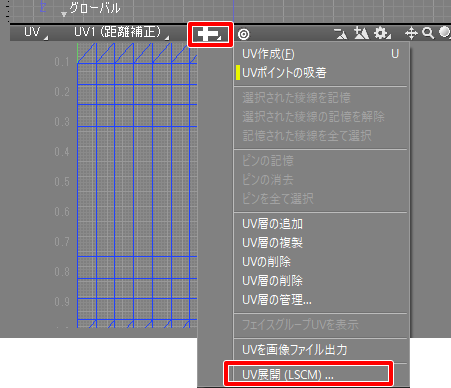 グローバル
UV UV1 (距離補正)
UV作成(F) U
UVポイントの吸着
選択された稜線を記憶
選択された稜線の記憶を解除
記憶された稜線を全て選択
ピンの記憶
ピンの消去
ピンを全て選択
UV層の追加
UV層の複製
UVの削除
UV層の削除
UV層の管理...
フェイスグループUVを表示
UVを画像ファイル出力
UV展開 (LSCM) ...
0.1
0.2
0.3
0.4
0.5
0.6
0.7
0.8
0.9